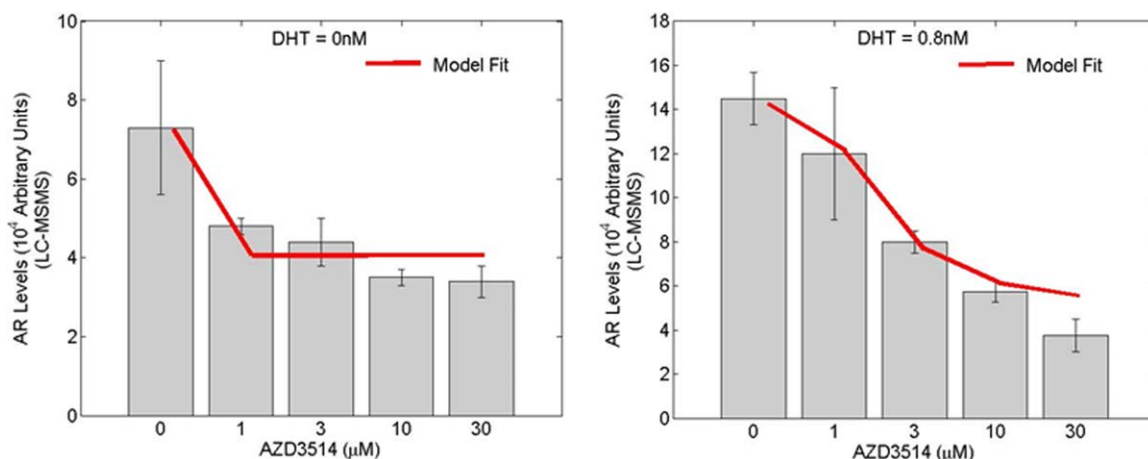 10
8
6
4
2
0
AR Levels (10⁴ Arbitrary Units)
(LC-MSMS)
DHT = 0nM
Model Fit
0 1 3 10 30
AZD3514 (μM)
18
16
14
12
10
8
6
4
2
0
AR Levels (10⁴ Arbitrary Units)
(LC-MSMS)
DHT = 0.8nM
Model Fit
0 1 3 10 30
AZD3514 (μM)